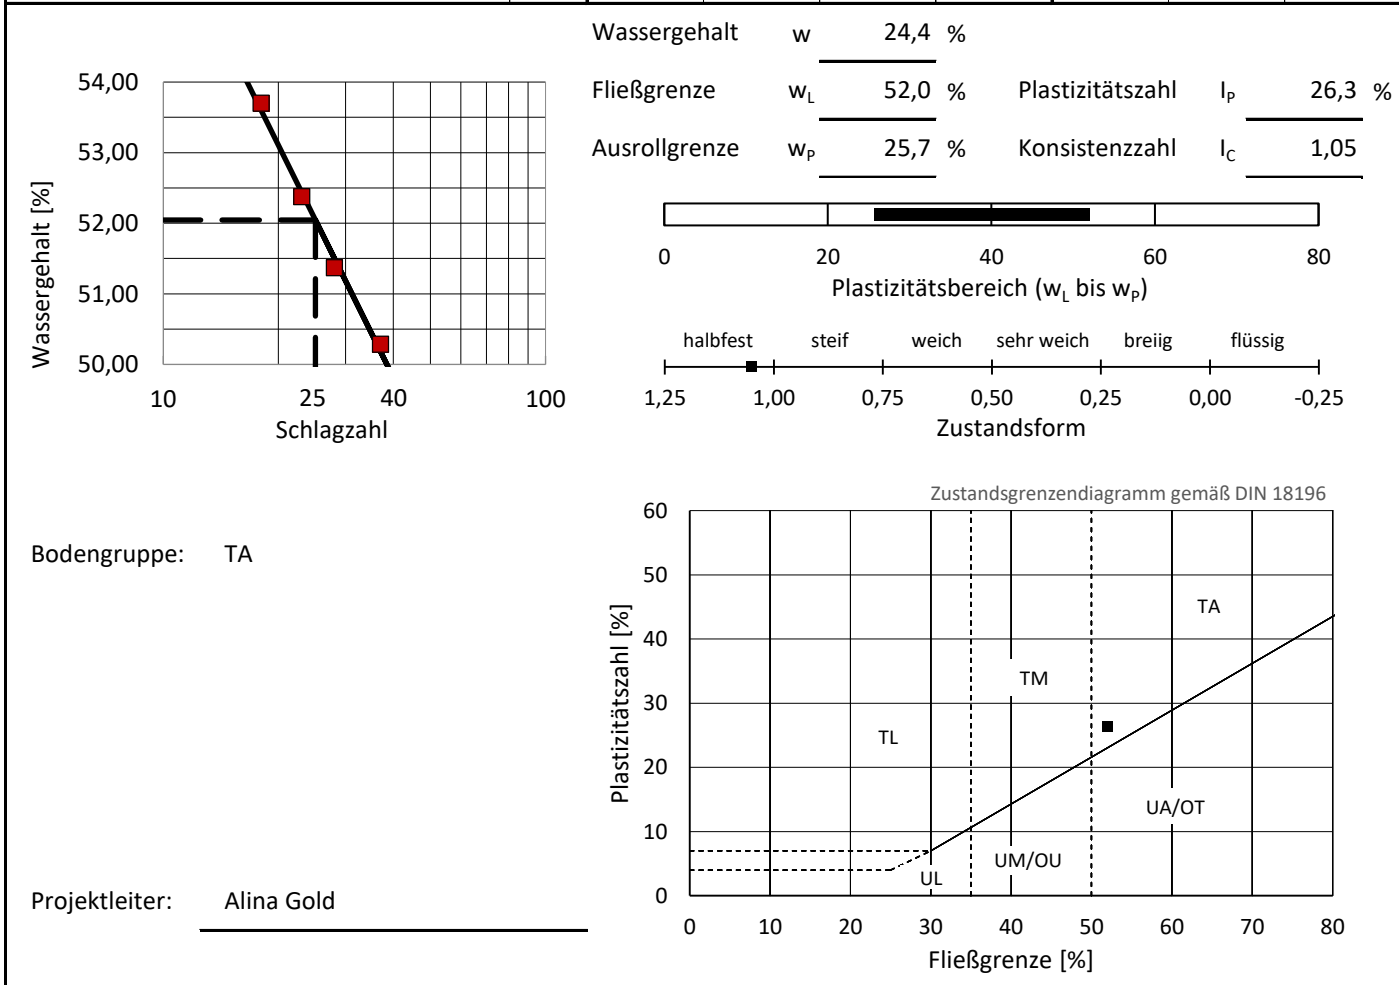 Wassergehalt w 24,4 %
Fließgrenze wL 52,0 % Plastizitätszahl IP 26,3 %
Ausrollgrenze wP 25,7 % Konsistenzzahl IC 1,05
54,00
53,00
52,00
51,00
50,00
Wassergehalt [%]
10 25 40 100
Schlagzahl
0 20 40 60 80
Plastizitätsbereich (wL bis wP)
halbfest steif weich sehr weich breiig flüssig
1,25 1,00 0,75 0,50 0,25 0,00 -0,25
Zustandsform
Bodengruppe: TA
Zustandsgrenzendiagramm gemäß DIN 18196
60
50
40
30
20
10
0
Plastizitätszahl [%]
TA
TM
TL
UA/OT
UM/OU
UL
0 10 20 30 40 50 60 70 80
Fließgrenze [%]
Projektleiter: Alina Gold